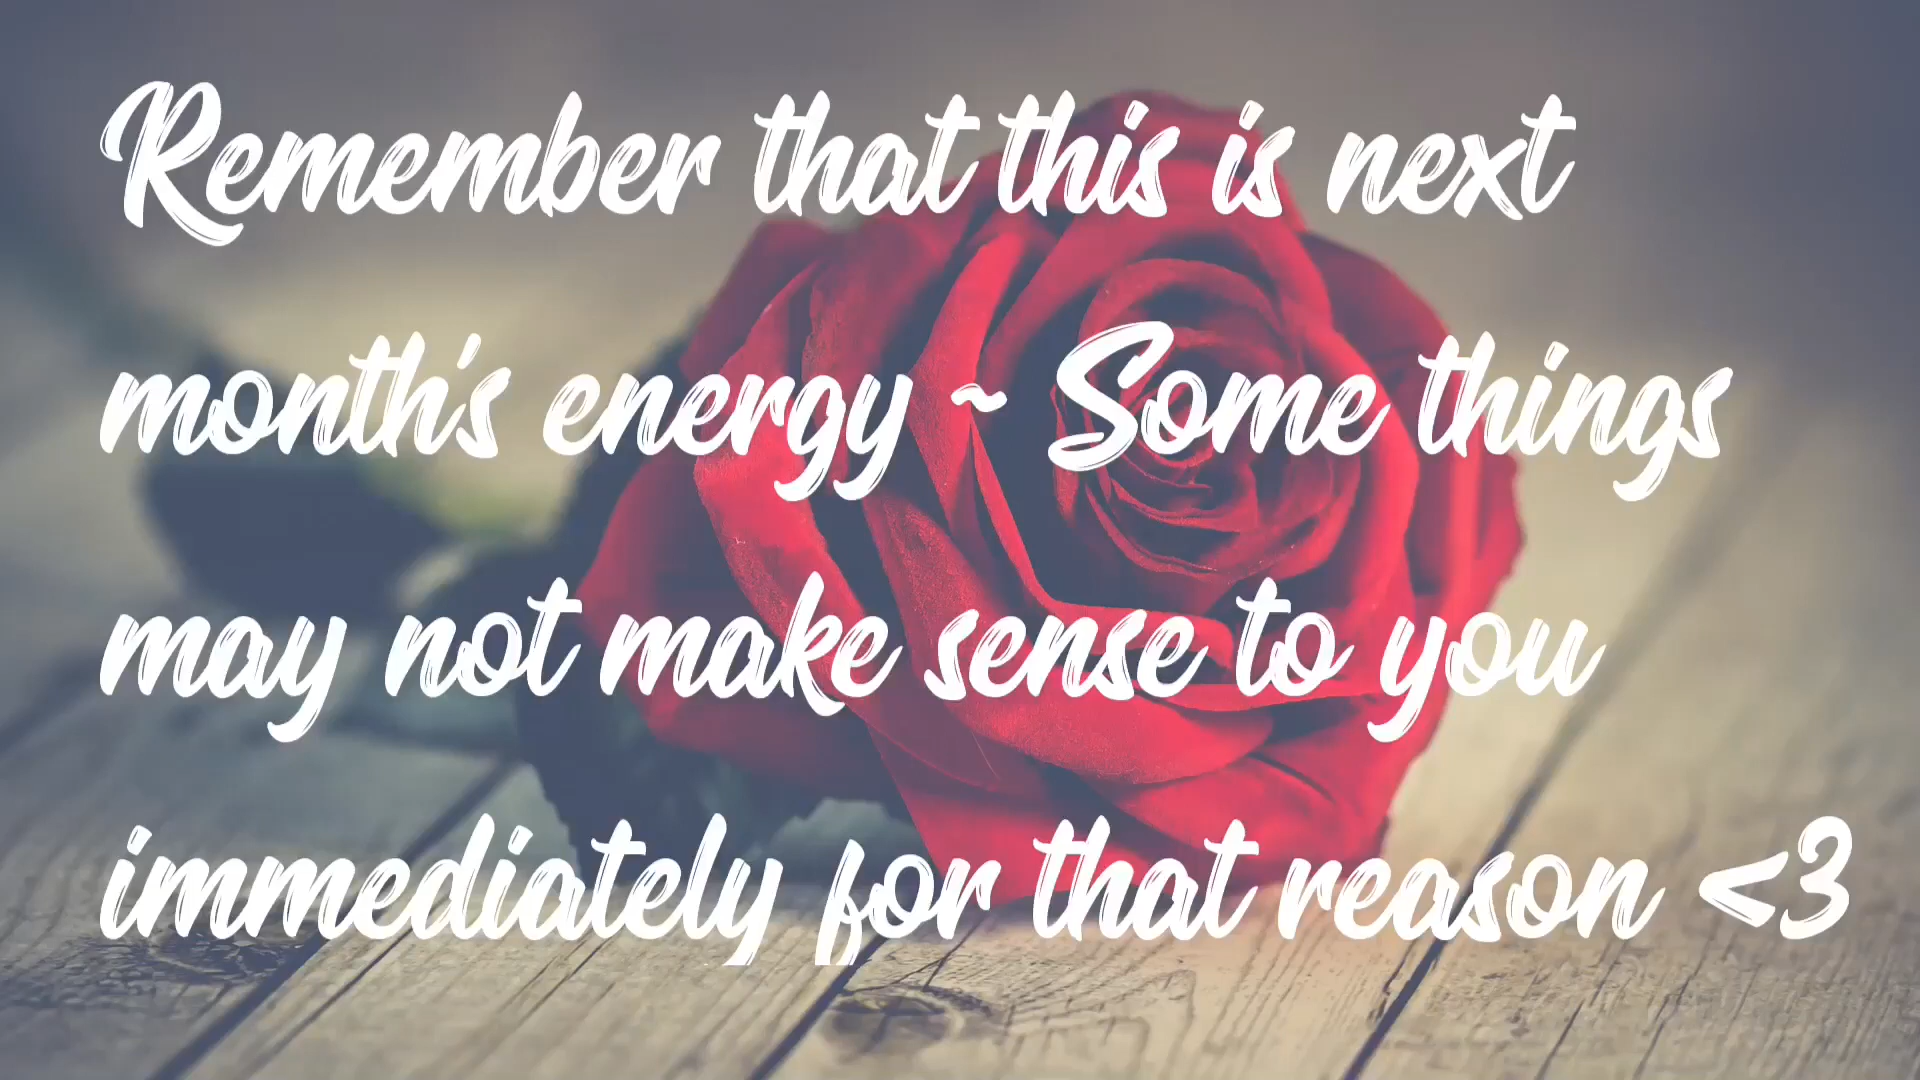 Remember that this is next
month's energy ~ Some things
may not make sense to you
immediately for that reason <3